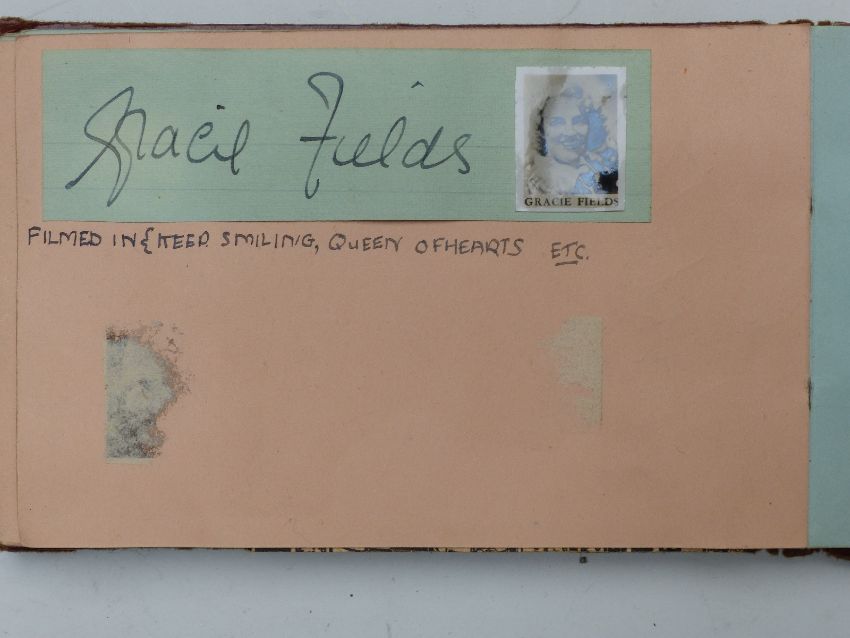 Gracie Fields
GRACIE FIELDS
FILMED IN { KEEP SMILING, QUEEN OF HEARTS ETC.